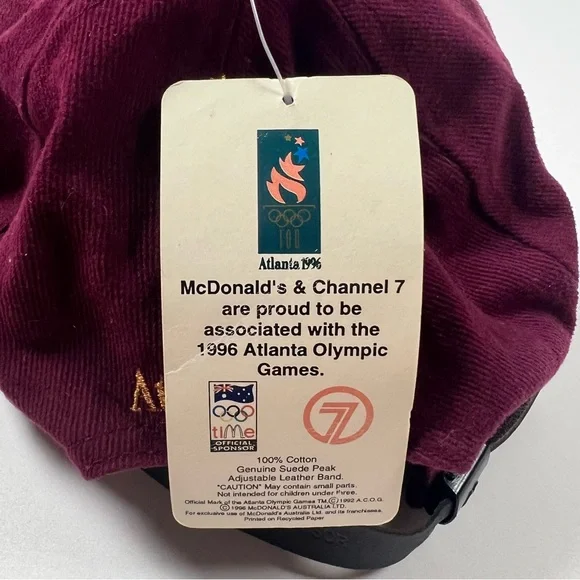 Atlanta 1996
McDonald's & Channel 7
are proud to be
associated with the
1996 Atlanta Olympic
Games.
time
OFFICIAL
SPONSOR
7
100% Cotton
Genuine Suede Peak
Adjustable Leather Band.
"CAUTION" May contain small parts.
Not intended for children under three.
Official Mark of the Atlanta Olympic Games TM,© 1992 A.C.O.G.
© 1996 McDONALD'S AUSTRALIA LTD.
For exclusive use of McDonald's Australia Ltd. and its franchisies.
Printed on Recycled Paper